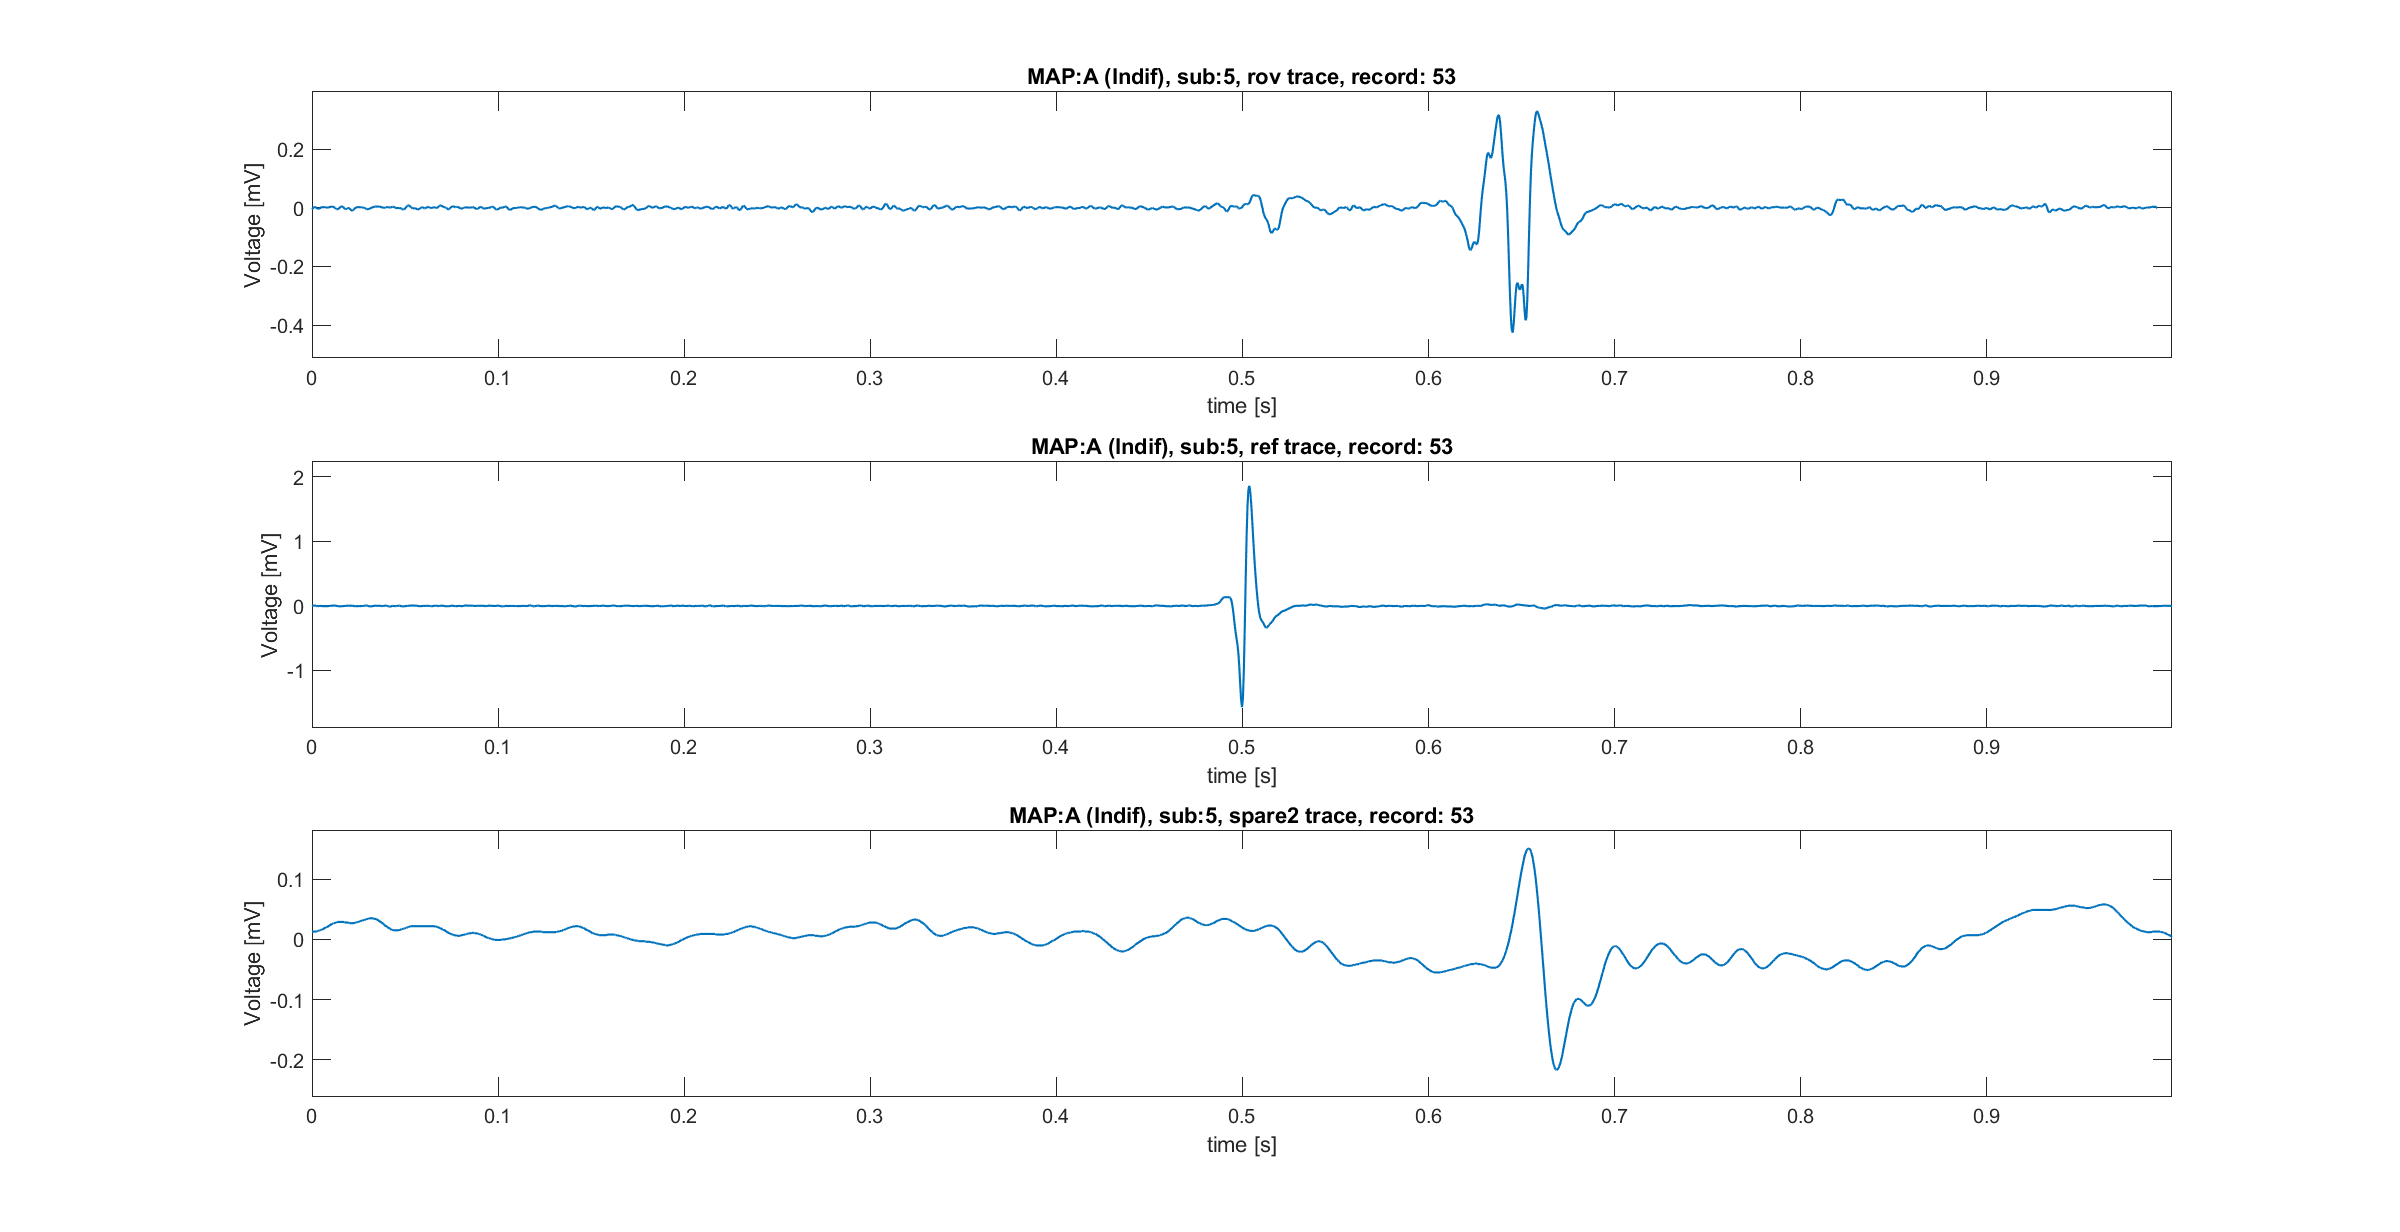 MAP:A (Indif), sub:5, rov trace, record: 53
Voltage [mV]
0.2
0
-0.2
-0.4
0 0.1 0.2 0.3 0.4 0.5 0.6 0.7 0.8 0.9
time [s]
MAP:A (Indif), sub:5, ref trace, record: 53
Voltage [mV]
2
1
0
-1
0 0.1 0.2 0.3 0.4 0.5 0.6 0.7 0.8 0.9
time [s]
MAP:A (Indif), sub:5, spare2 trace, record: 53
Voltage [mV]
0.1
0
-0.1
-0.2
0 0.1 0.2 0.3 0.4 0.5 0.6 0.7 0.8 0.9
time [s]